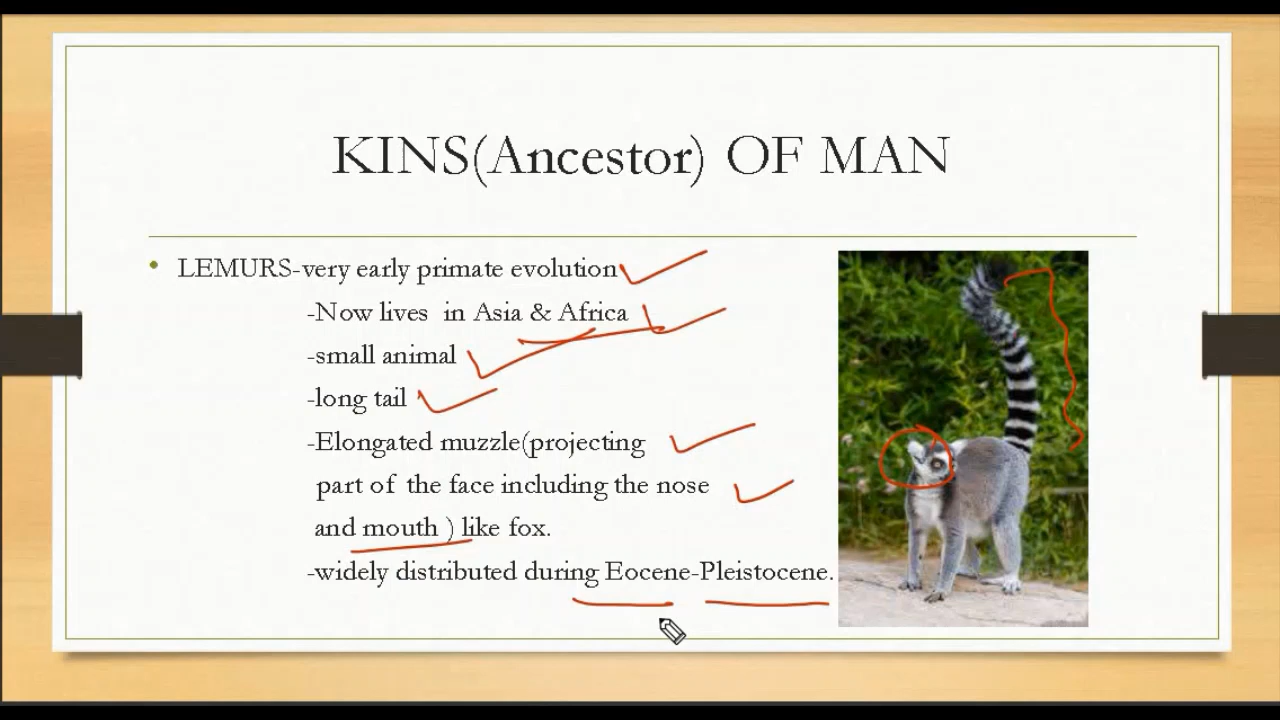 KINS(Ancestor) OF MAN
• LEMURS-very early primate evolution
-Now lives in Asia & Africa
-small animal
-long tail
-Elongated muzzle(projecting
part of the face including the nose
and mouth ) like fox.
-widely distributed during Eocene-Pleistocene.